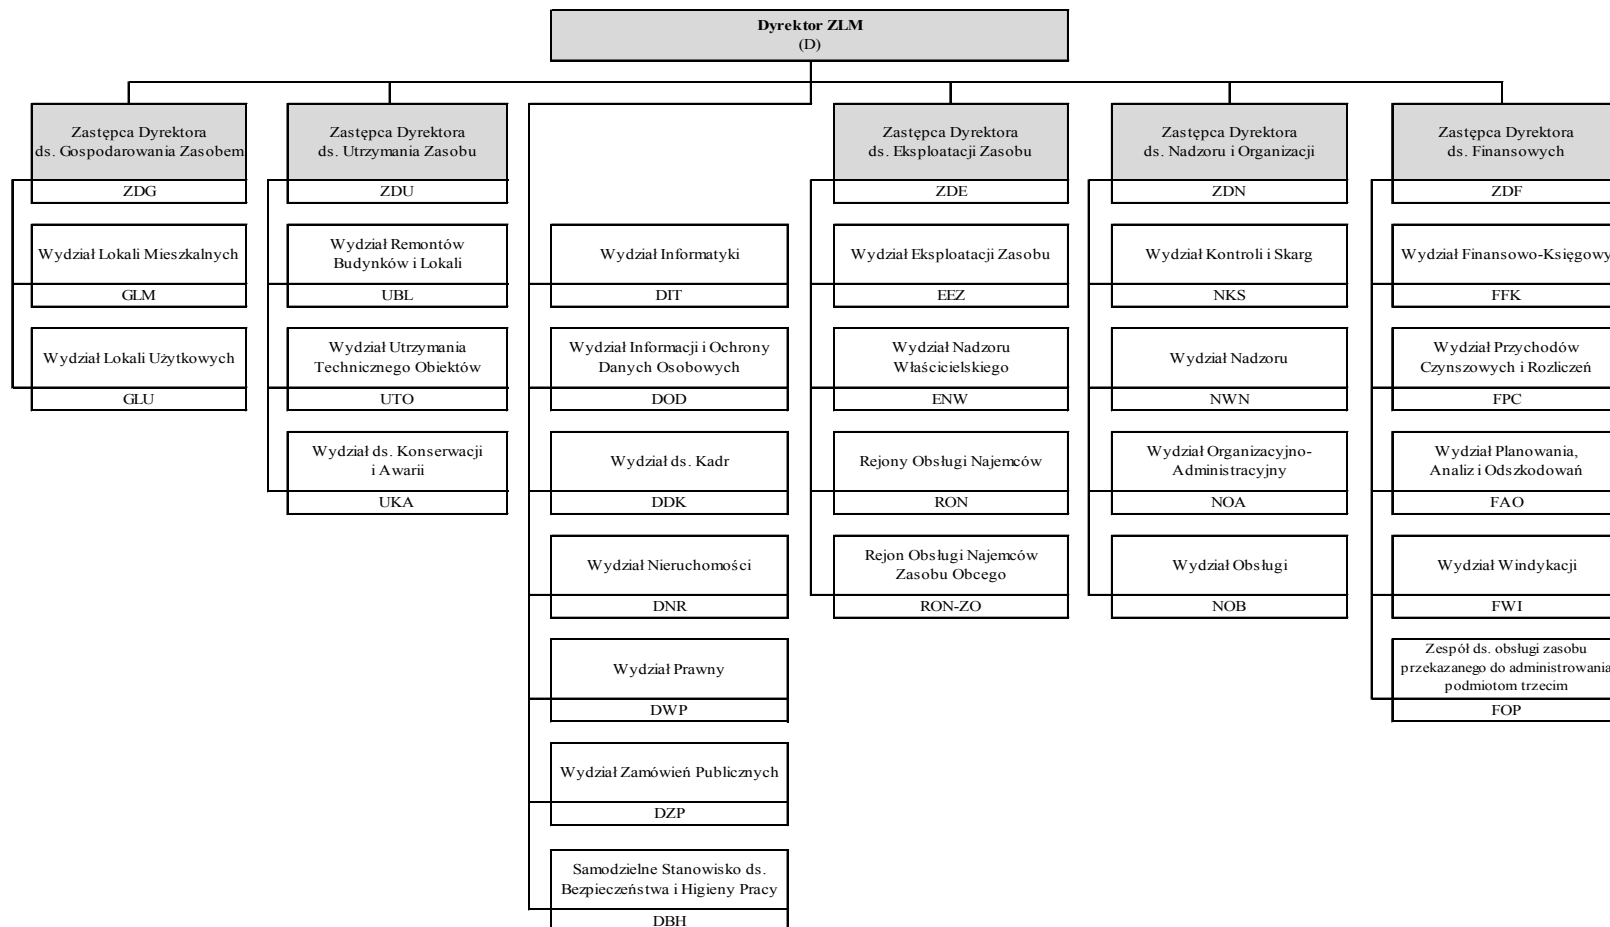 Dyrektor ZLM
(D)
Zastępca Dyrektora
ds. Gospodarowania Zasobem
ZDG
Wydział Lokali Mieszkalnych
GLM
Wydział Lokali Użytkowych
GLU
Zastępca Dyrektora
ds. Utrzymania Zasobu
ZDU
Wydział Remontów
Budynków i Lokali
UBL
Wydział Utrzymania
Technicznego Obiektów
UTO
Wydział ds. Konserwacji
i Awarii
UKA
Wydział Informatyki
DIT
Wydział Informacji i Ochrony
Danych Osobowych
DOD
Wydział ds. Kadr
DDK
Wydział Nieruchomości
DNR
Wydział Prawny
DWP
Wydział Zamówień Publicznych
DZP
Samodzielne Stanowisko ds.
Bezpieczeństwa i Higieny Pracy
DBH
Zastępca Dyrektora
ds. Eksploatacji Zasobu
ZDE
Wydział Eksploatacji Zasobu
EEZ
Wydział Nadzoru
Właścicielskiego
ENW
Rejony Obsługi Najemców
RON
Rejon Obsługi Najemców
Zasobu Obcego
RON-ZO
Zastępca Dyrektora
ds. Nadzoru i Organizacji
ZDN
Wydział Kontroli i Skarg
NKS
Wydział Nadzoru
NWN
Wydział Organizacyjno-
Administracyjny
NOA
Wydział Obsługi
NOB
Zastępca Dyrektora
ds. Finansowych
ZDF
Wydział Finansowo-Księgowy
FFK
Wydział Przychodów
Czynszowych i Rozliczeń
FPC
Wydział Planowania,
Analiz i Odszkodowań
FAO
Wydział Windykacji
FWI
Zespół ds. obsługi zasobu
przekazanego do administrowania
podmiotom trzecim
FOP